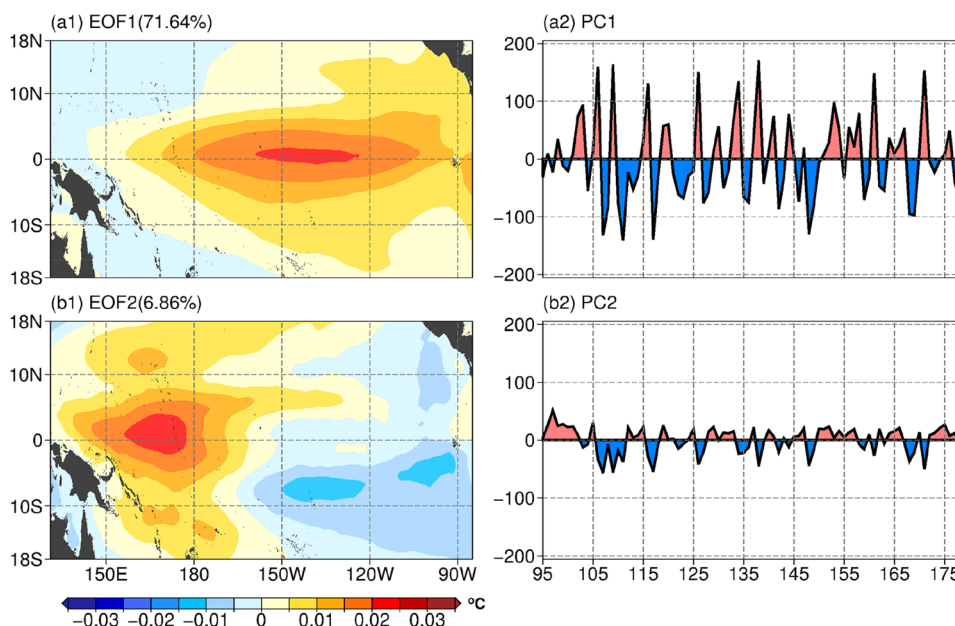 (a1) EOF1(71.64%)
18N
10N
0
10S
18S
(a2) PC1
200
100
0
−100
−200
(b1) EOF2(6.86%)
18N
10N
0
10S
18S
150E 180 150W 120W 90W
(b2) PC2
200
100
0
−100
−200
95 105 115 125 135 145 155 165 175
−0.03 −0.02 −0.01 0 0.01 0.02 0.03
°C